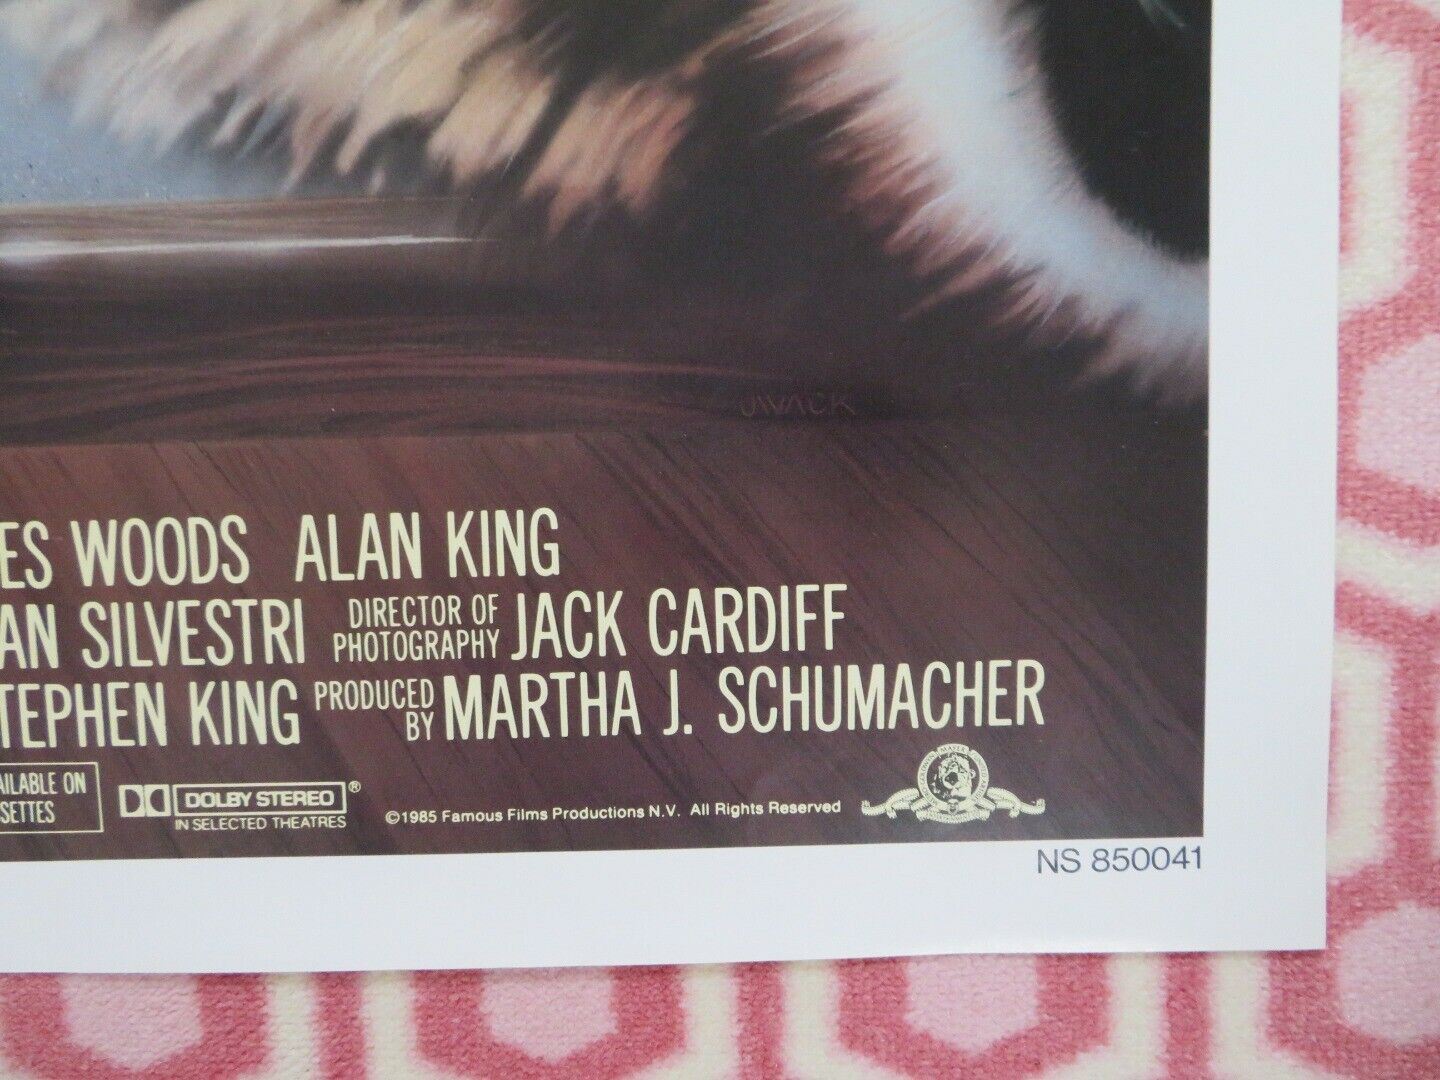 JWACK
ES WOODS ALAN KING
AN SILVESTRI DIRECTOR OF PHOTOGRAPHY JACK CARDIFF
TEPHEN KING PRODUCED BY MARTHA J. SCHUMACHER
AILABLE ON
SETTES
DOLBY STEREO ®
IN SELECTED THEATRES
©1985 Famous Films Productions N.V. All Rights Reserved
NS 850041